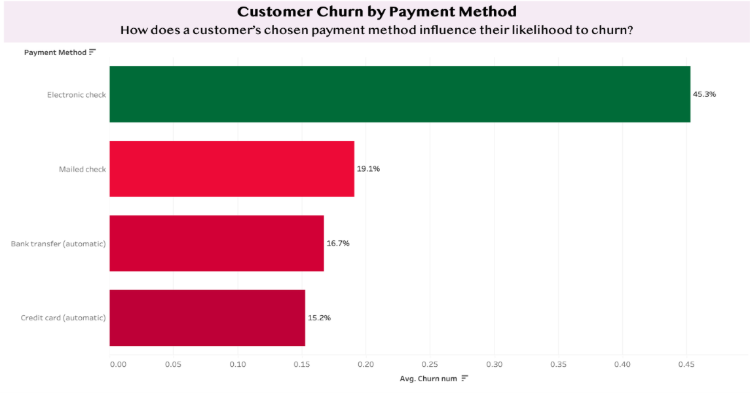 Customer Churn by Payment Method
How does a customer's chosen payment method influence their likelihood to churn?
Payment Method
Electronic check
45.3%
Mailed check
19.1%
Bank transfer (automatic)
16.7%
Credit card (automatic)
15.2%
0.00 0.05 0.10 0.15 0.20 0.25 0.30 0.35 0.40 0.45
Avg. Churn num